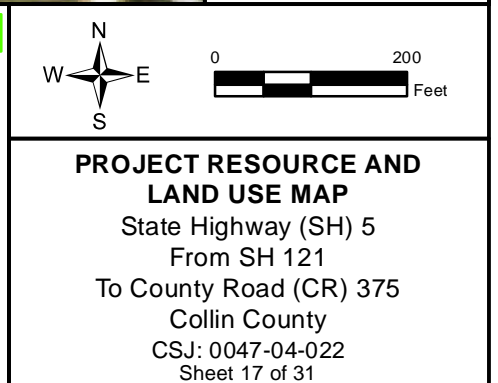 N
W E
S
0 200
Feet
PROJECT RESOURCE AND
LAND USE MAP
State Highway (SH) 5
From SH 121
To County Road (CR) 375
Collin County
CSJ: 0047-04-022
Sheet 17 of 31